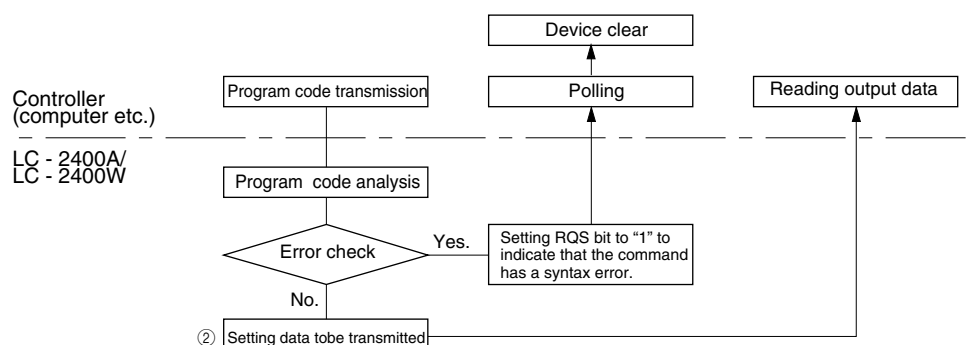 Device clear
Program code transmission
Polling
Reading output data
Controller
(computer etc.)
LC - 2400A/
LC - 2400W
Program code analysis
Error check
Yes.
Setting RQS bit to “1” to
indicate that the command
has a syntax error.
No.
② Setting data tobe transmitted